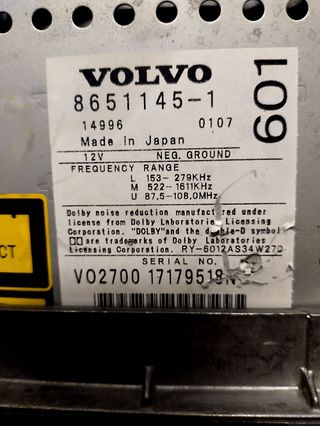 VOLVO
8651145-1
14996 0107
601
Made in Japan
12V NEG. GROUND
FREQUENCY RANGE
L 153-279KHz
M 522-1611KHz
U 87,5-108,0MHz
Dolby noise reduction manufactured under
license from Dolby Laboratories Licensing
Corporation. "DOLBY" and the double-D symbol
are trademarks of Dolby Laboratories
Licensing Corporation. RY-6012AS34W27D
SERIAL NO.
VO2700 17179518N
CT